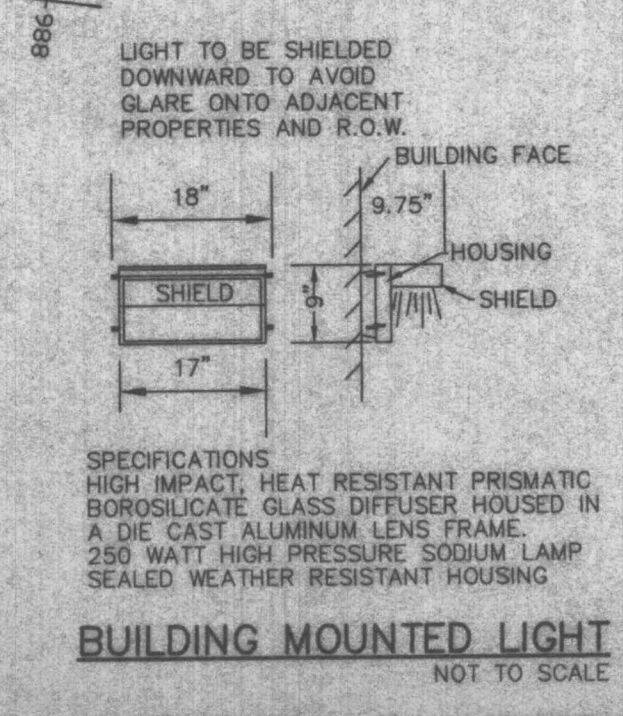 886-
LIGHT TO BE SHIELDED
DOWNWARD TO AVOID
GLARE ONTO ADJACENT
PROPERTIES AND R.O.W.
BUILDING FACE
18"
9.75"
HOUSING
SHIELD
9"
SHIELD
17"
SPECIFICATIONS
HIGH IMPACT, HEAT RESISTANT PRISMATIC
BOROSILICATE GLASS DIFFUSER HOUSED IN
A DIE CAST ALUMINUM LENS FRAME.
250 WATT HIGH PRESSURE SODIUM LAMP
SEALED WEATHER RESISTANT HOUSING
BUILDING MOUNTED LIGHT
NOT TO SCALE